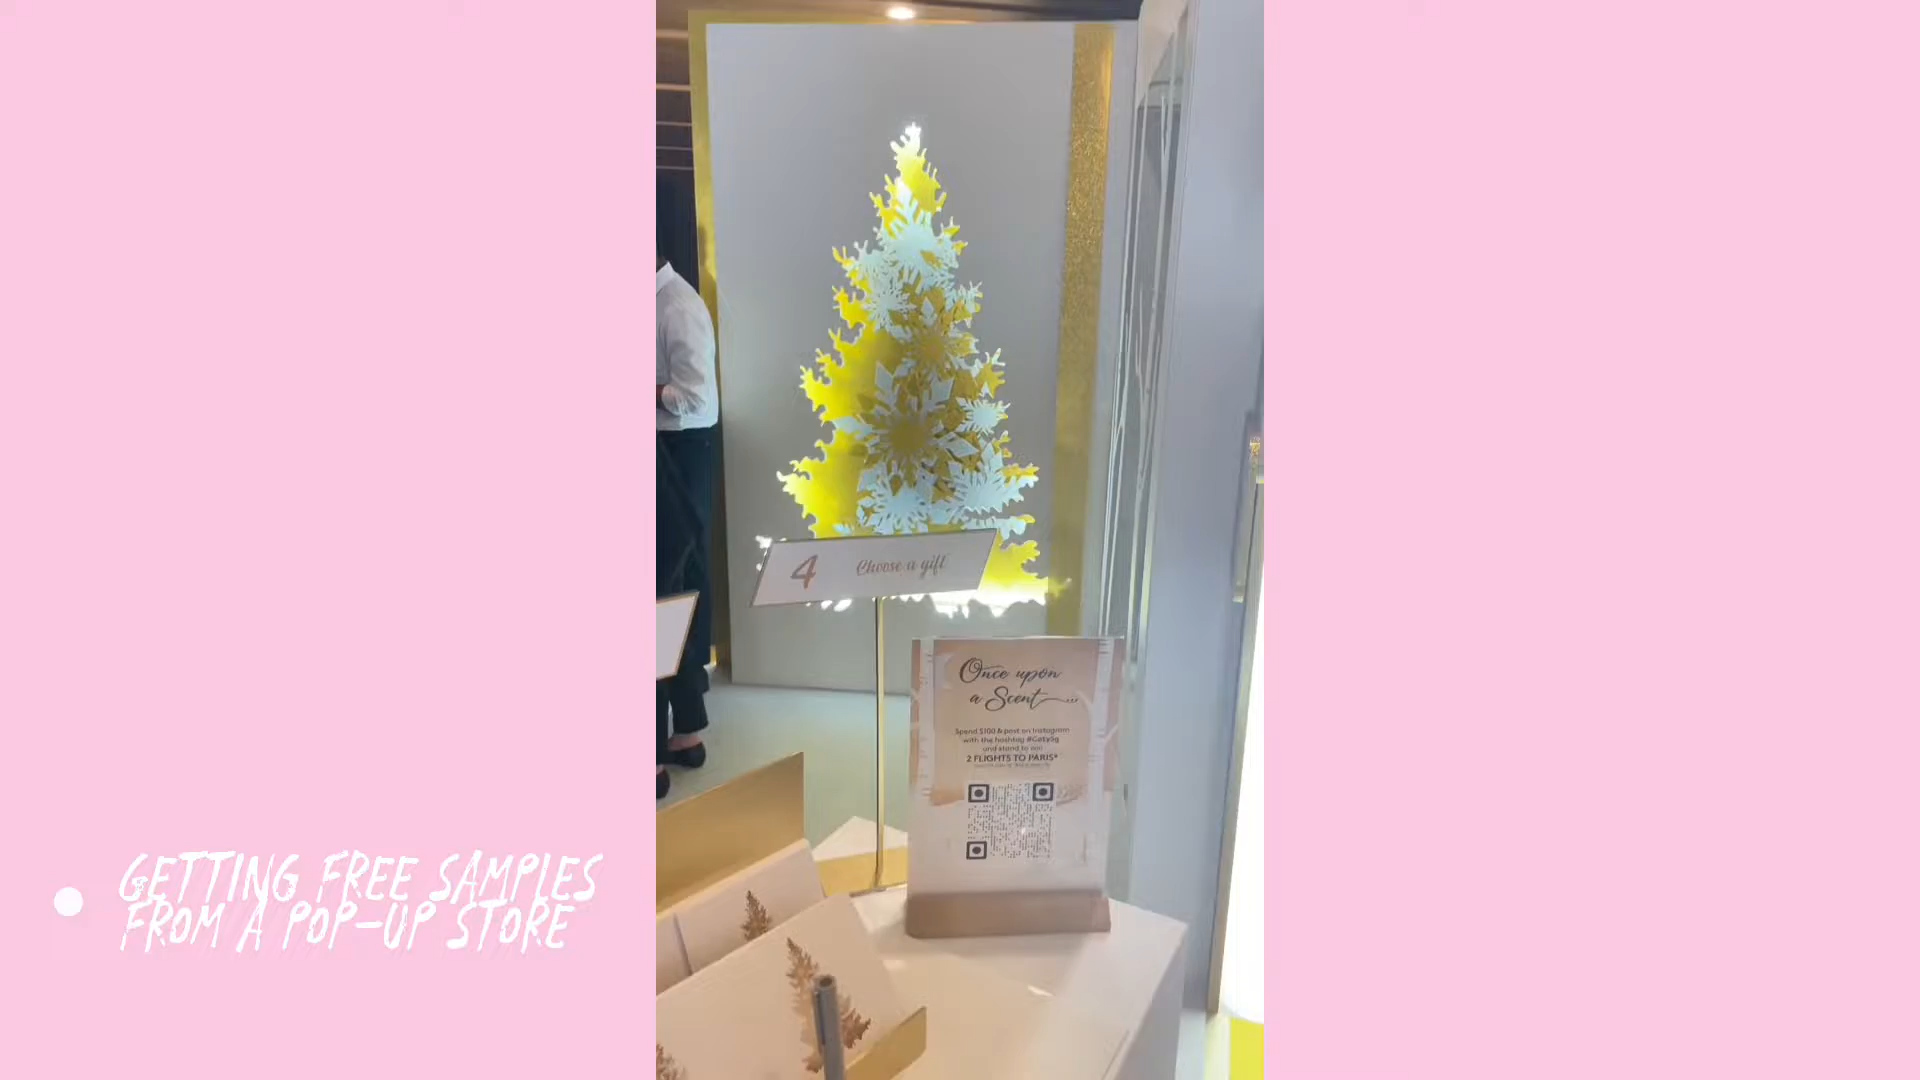 4 Choose a gift
Once upon
a Scent...
Spend $100 & post on Instagram
with the hashtag #CotySg
and stand to win
2 FLIGHTS TO PARIS*
GETTING FREE SAMPLES
FROM A POP-UP STORE